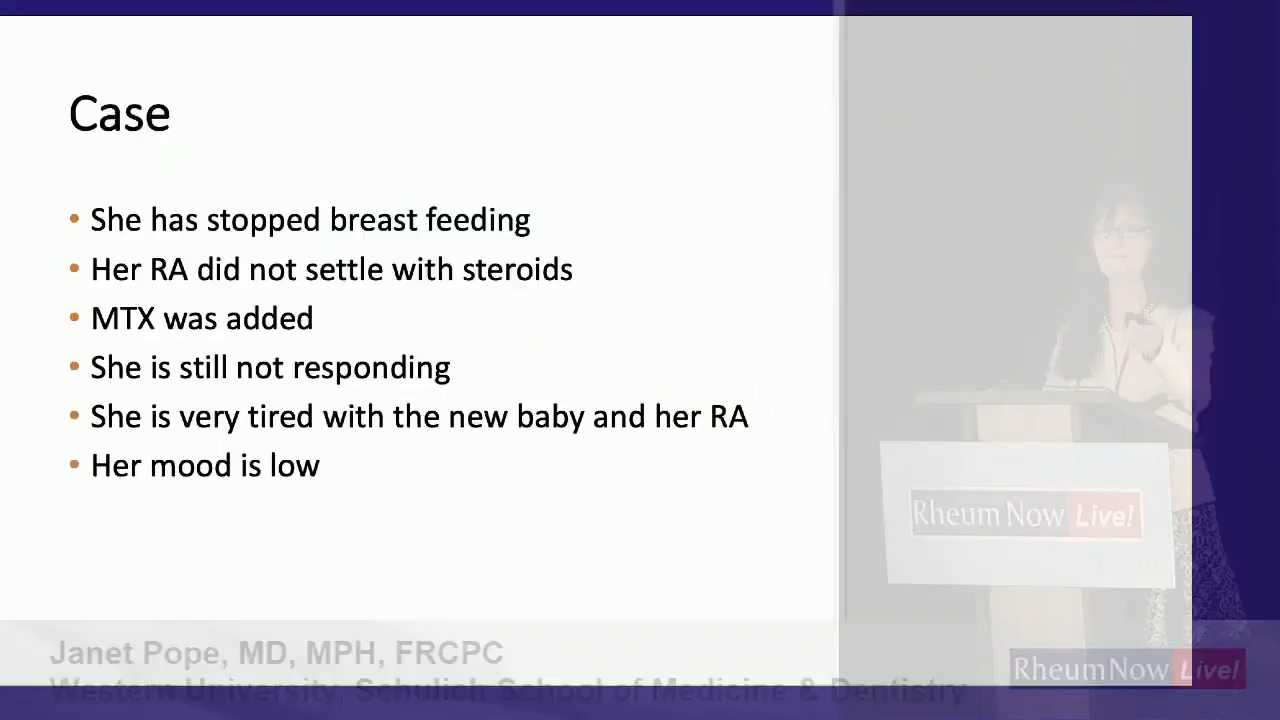 Case
• She has stopped breast feeding
• Her RA did not settle with steroids
• MTX was added
• She is still not responding
• She is very tired with the new baby and her RA
• Her mood is low
Rheum Now Live!
Janet Pope, MD, MPH, FRCPC
Western University, Schulich School of Medicine & Dentistry
RheumNow Live!